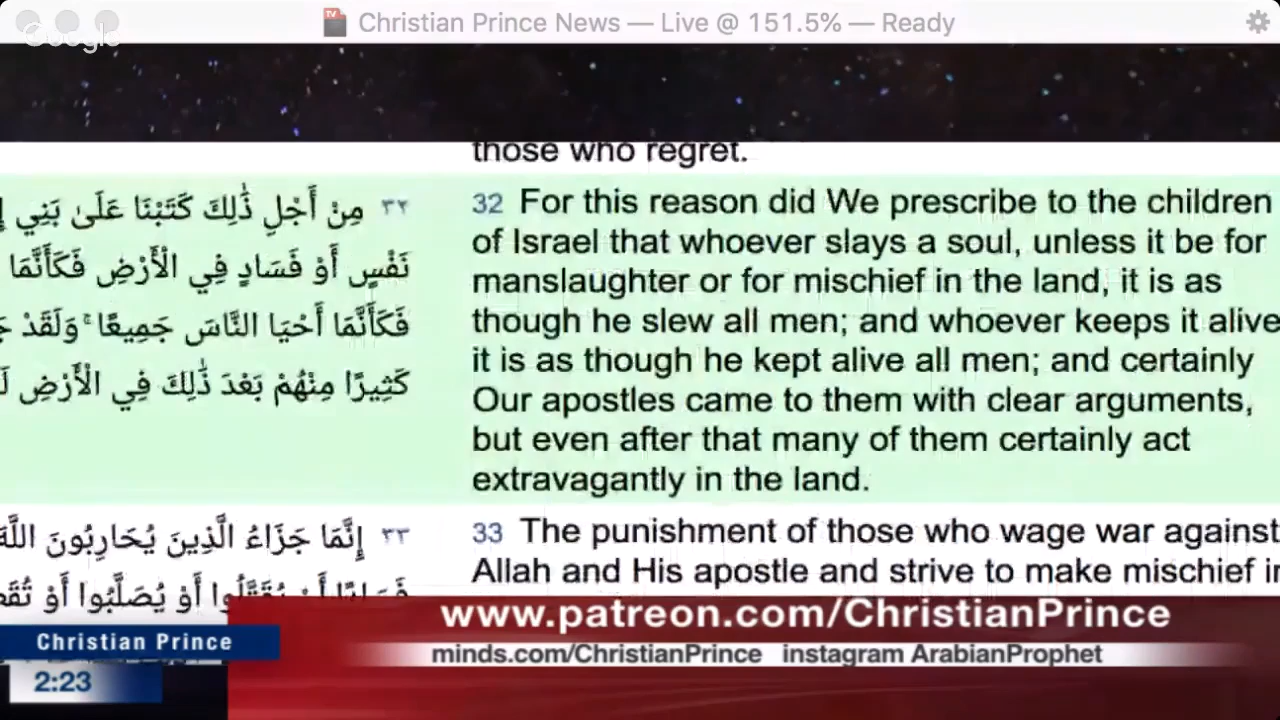 Christian Prince News — Live @ 151.5% — Ready
Google
those who regret.
٣٢ مِنْ أَجْلِ ذَٰلِكَ كَتَبْنَا عَلَىٰ بَنِي
نَفْسٍ أَوْ فَسَادٍ فِي الْأَرْضِ فَكَأَنَّمَا
فَكَأَنَّمَا أَحْيَا النَّاسَ جَمِيعًا ۚ وَلَقَدْ
كَثِيرًا مِنْهُمْ بَعْدَ ذَٰلِكَ فِي الْأَرْضِ
32 For this reason did We prescribe to the children
of Israel that whoever slays a soul, unless it be for
manslaughter or for mischief in the land, it is as
though he slew all men; and whoever keeps it alive
it is as though he kept alive all men; and certainly
Our apostles came to them with clear arguments,
but even after that many of them certainly act
extravagantly in the land.
٣٣ إِنَّمَا جَزَاءُ الَّذِينَ يُحَارِبُونَ اللَّهَ
أَوْ يُصَلَّبُوا أَوْ
33 The punishment of those who wage war against
Allah and His apostle and strive to make mischief in
www.patreon.com/ChristianPrince
Christian Prince
minds.com/ChristianPrince instagram ArabianProphet
2:23